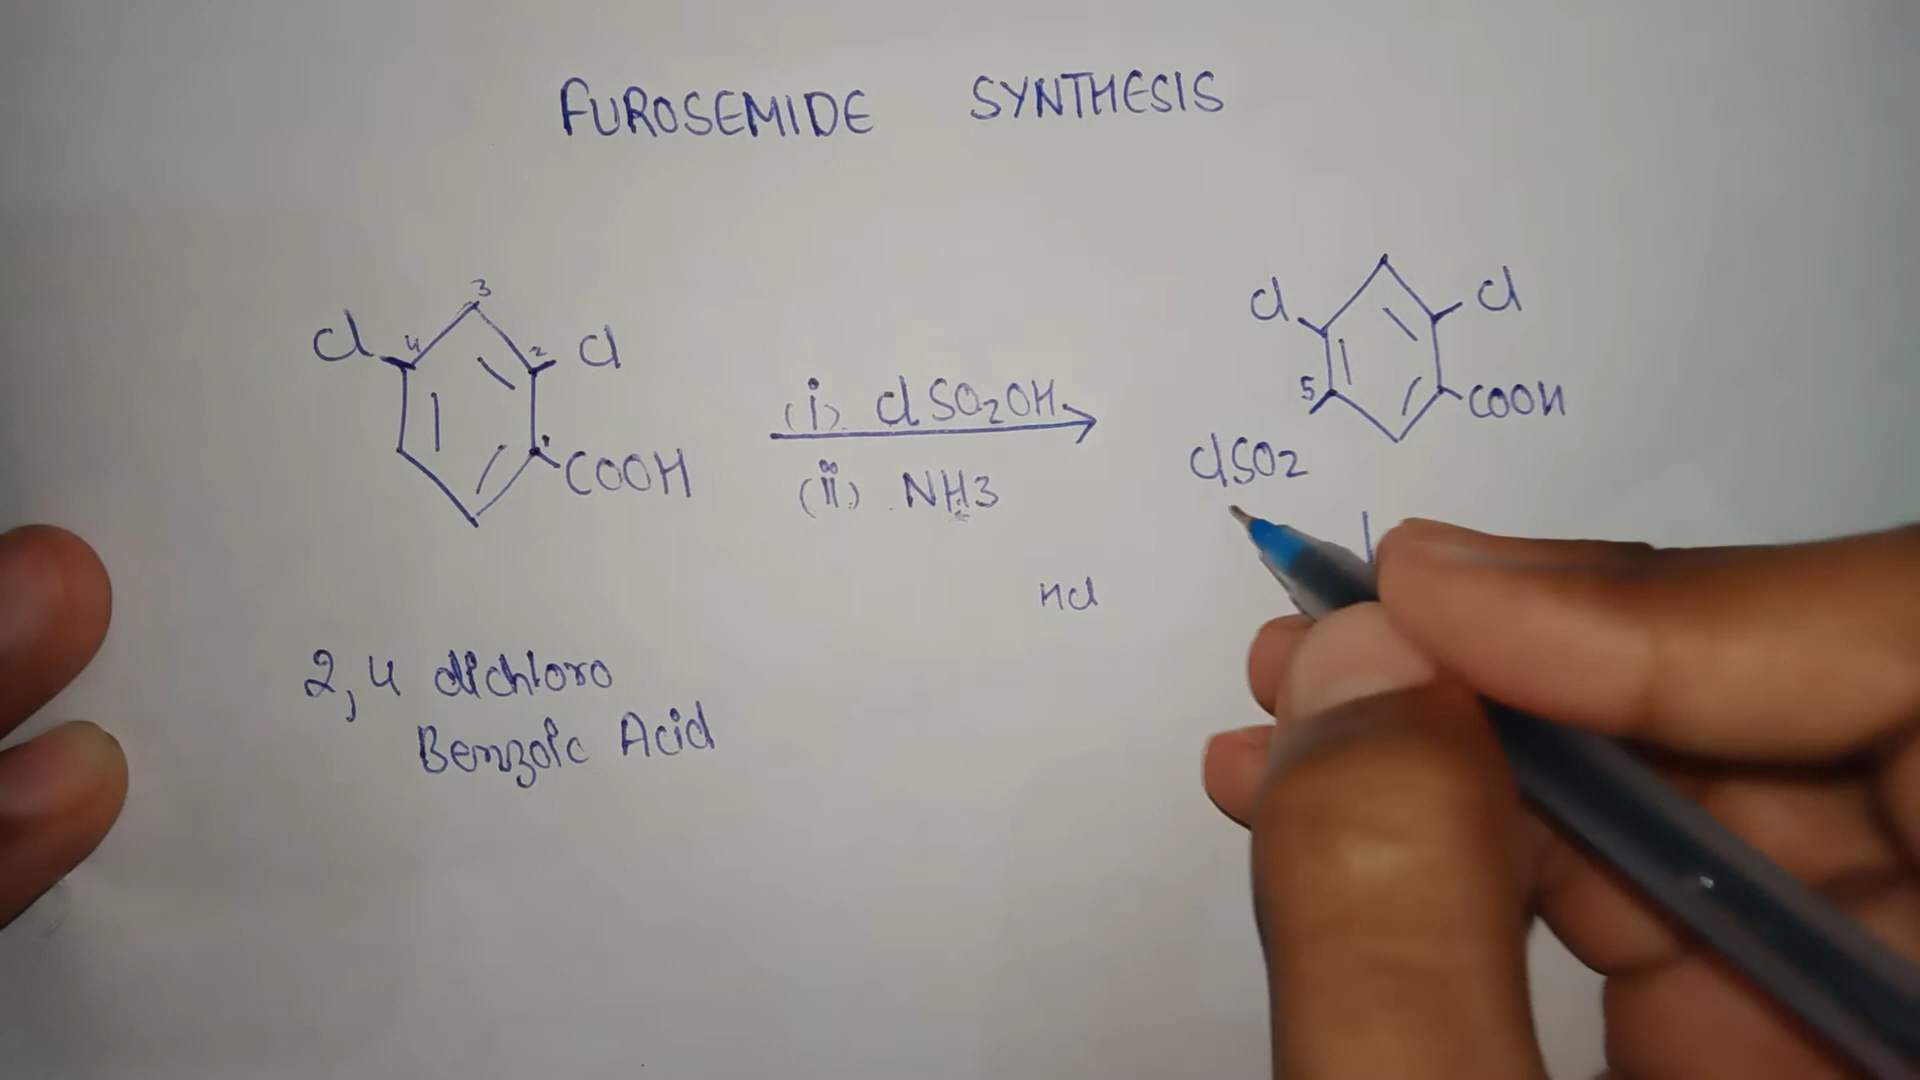 FUROSEMIDE SYNTHESIS
3
Cl 4 2 Cl
1 COOH
(i) ClSO2OH
(ii) NH3
Cl Cl
5 COOH
ClSO2
HCl
2,4 dichloro
Benzoic Acid